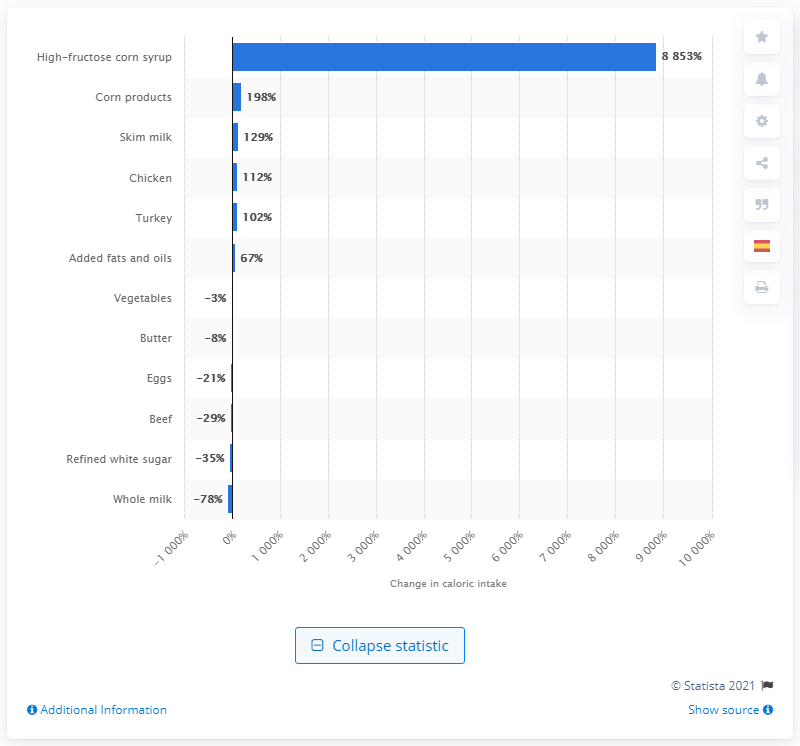 High-fructose corn syrup 8 853%
Corn products 198%
Skim milk 129%
Chicken 112%
Turkey 102%
Added fats and oils 67%
Vegetables -3%
Butter -8%
Eggs -21%
Beef -29%
Refined white sugar -35%
Whole milk -78%
-1 000% 0% 1 000% 2 000% 3 000% 4 000% 5 000% 6 000% 7 000% 8 000% 9 000% 10 000%
Change in caloric intake
Collapse statistic
© Statista 2021
Additional Information Show source